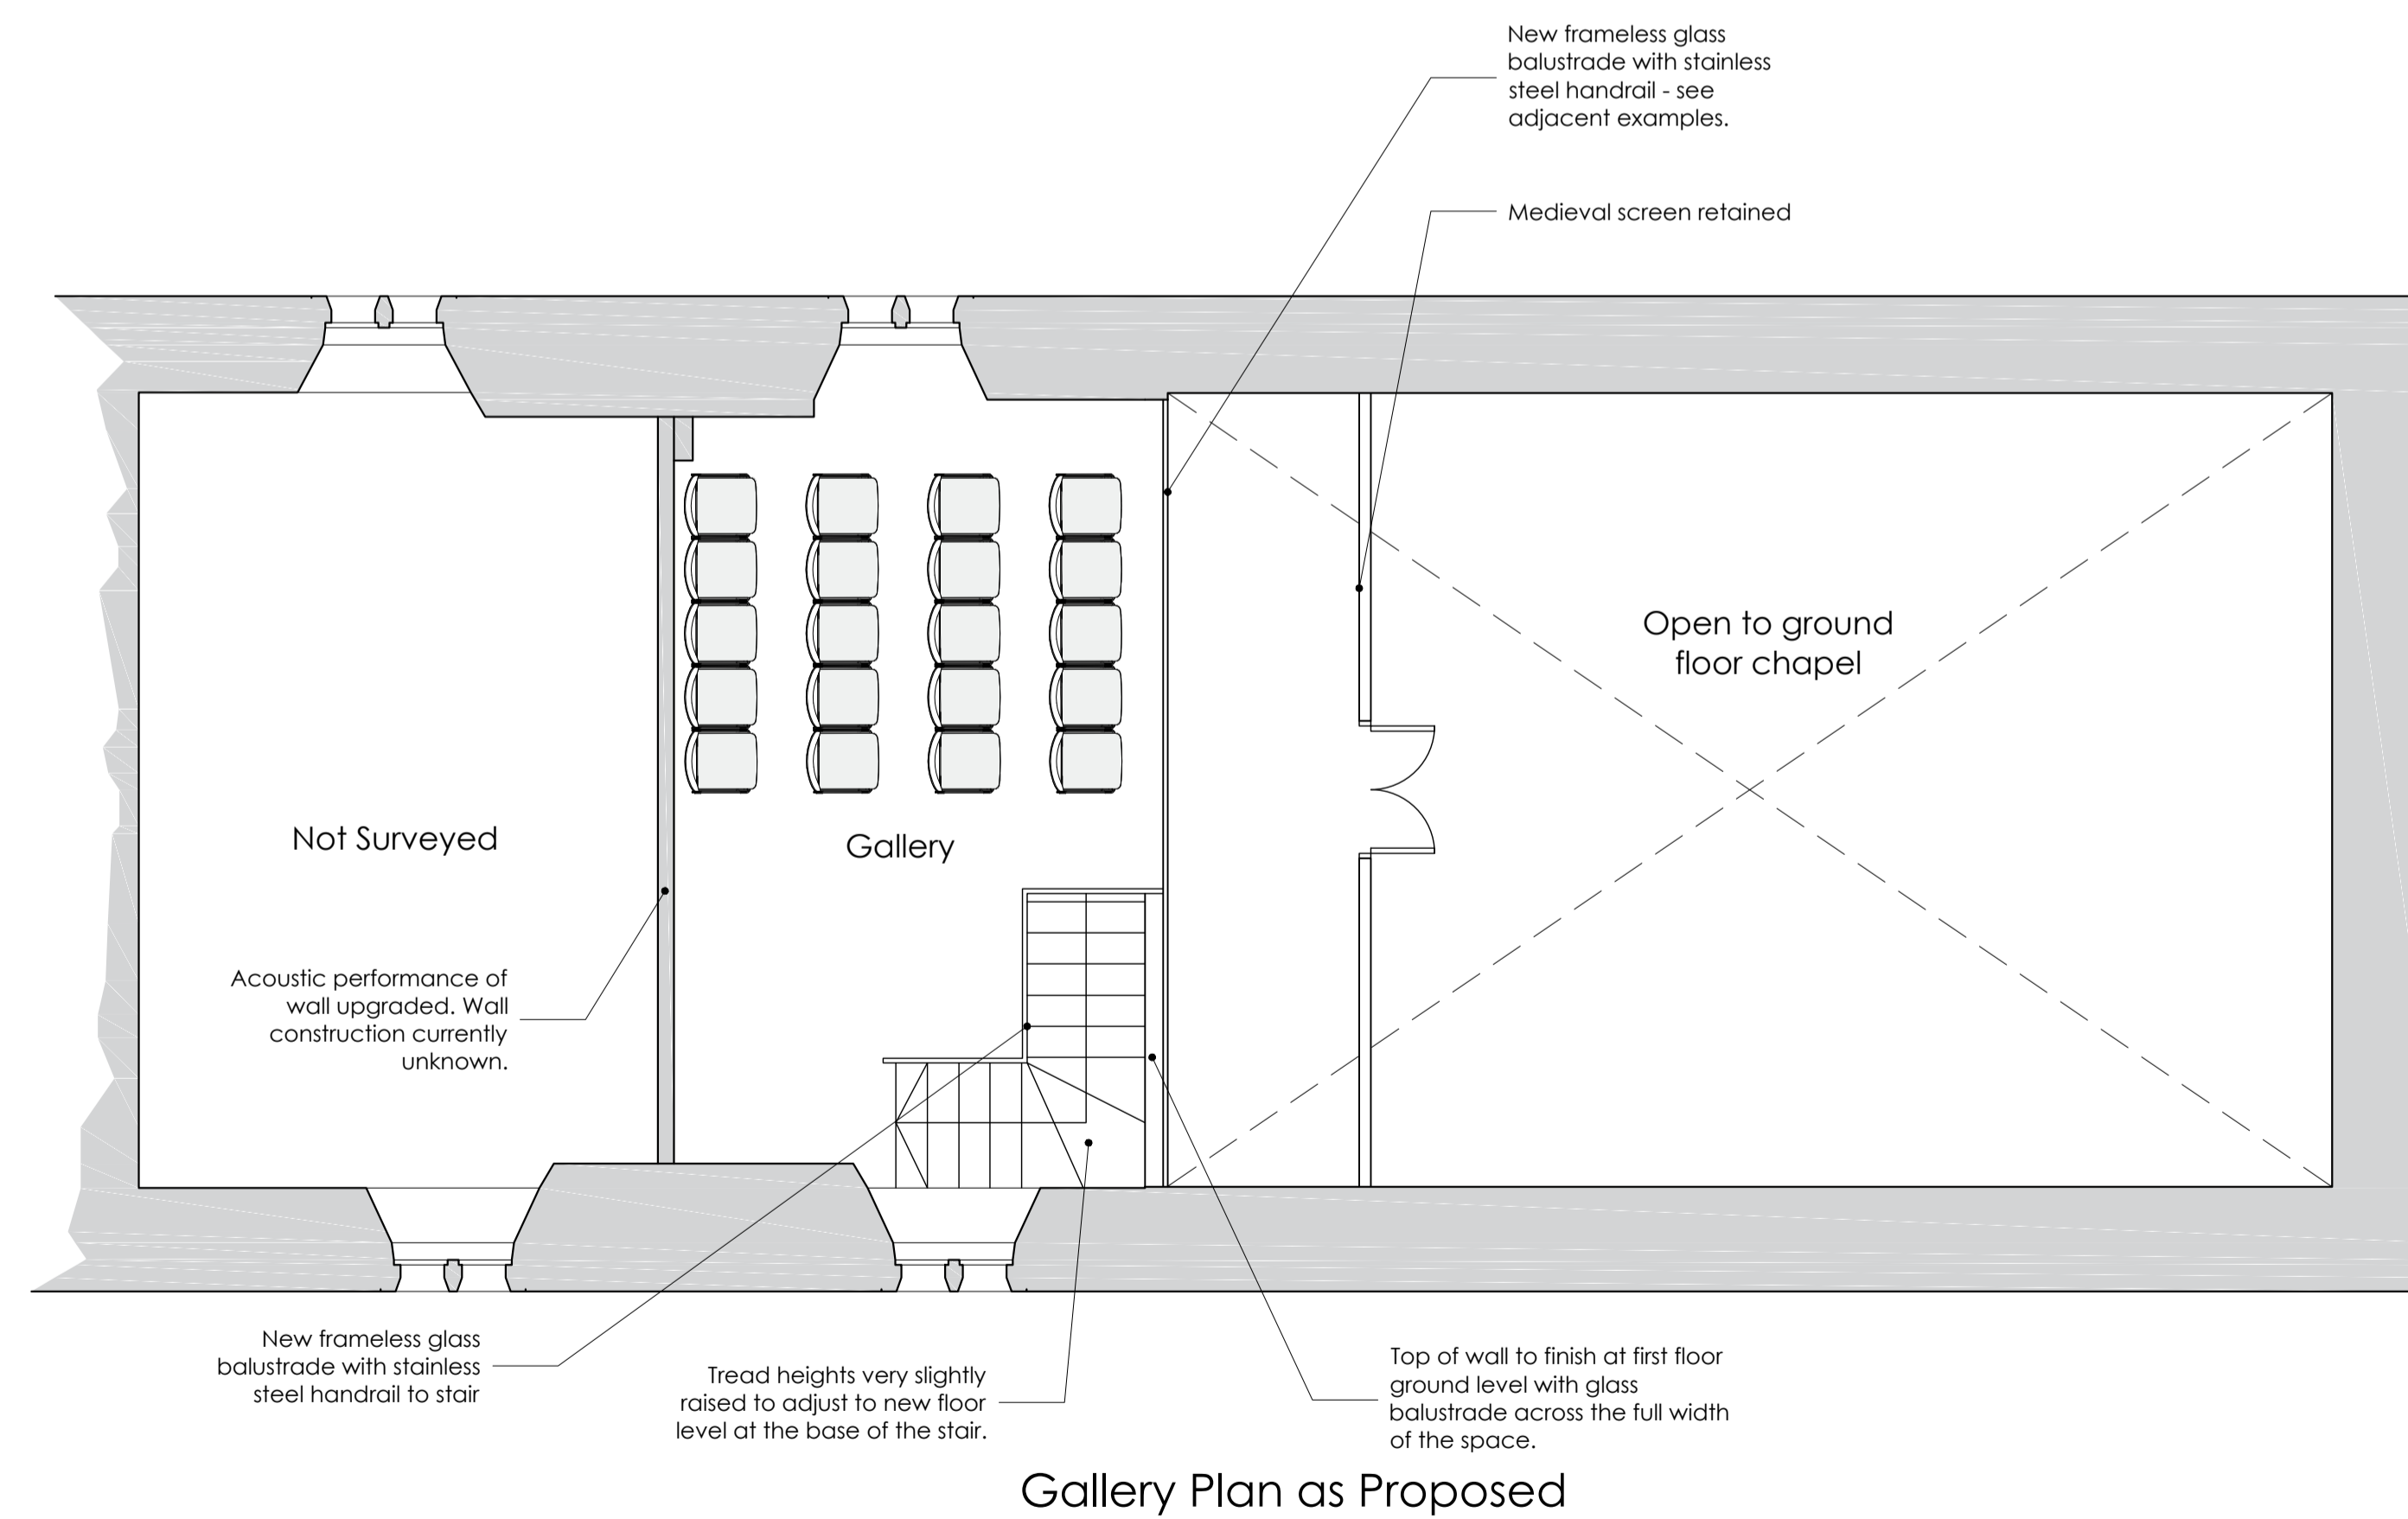 New frameless glass
balustrade with stainless
steel handrail - see
adjacent examples.
Medieval screen retained
Open to ground
floor chapel
Not Surveyed
Gallery
Acoustic performance of
wall upgraded. Wall
construction currently
unknown.
New frameless glass
balustrade with stainless
steel handrail to stair
Tread heights very slightly
raised to adjust to new floor
level at the base of the stair.
Top of wall to finish at first floor
ground level with glass
balustrade across the full width
of the space.
Gallery Plan as Proposed